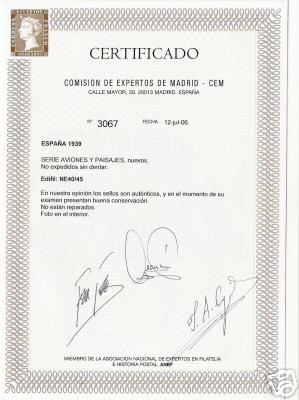 CERTIFICADO
COMISION DE EXPERTOS DE MADRID - CEM
CALLE MAYOR, 30. 28013 MADRID. ESPAÑA
Nº 3067 FECHA 12-jul-06
ESPAÑA 1939
SERIE AVIONES Y PAISAJES, nuevos.
No expedidos sin dentar.
Edifil: NE40/45
En nuestra opinión los sellos son auténticos, y en el momento de su
examen presentan buena conservación.
No están reparados.
Foto en el interior.
MIEMBRO DE LA ASOCIACION NACIONAL DE EXPERTOS EN FILATELIA
E HISTORIA POSTAL. ANEF